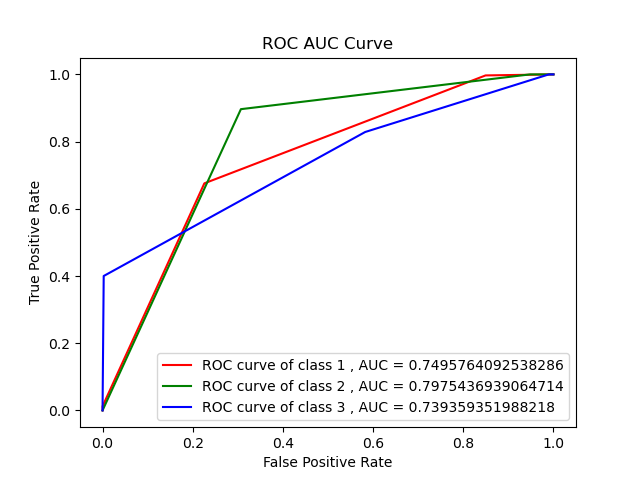 ROC AUC Curve
True Positive Rate
1.0
0.8
0.6
0.4
0.2
0.0
ROC curve of class 1 , AUC = 0.7495764092538286
ROC curve of class 2 , AUC = 0.7975436939064714
ROC curve of class 3 , AUC = 0.739359351988218
0.0 0.2 0.4 0.6 0.8 1.0
False Positive Rate